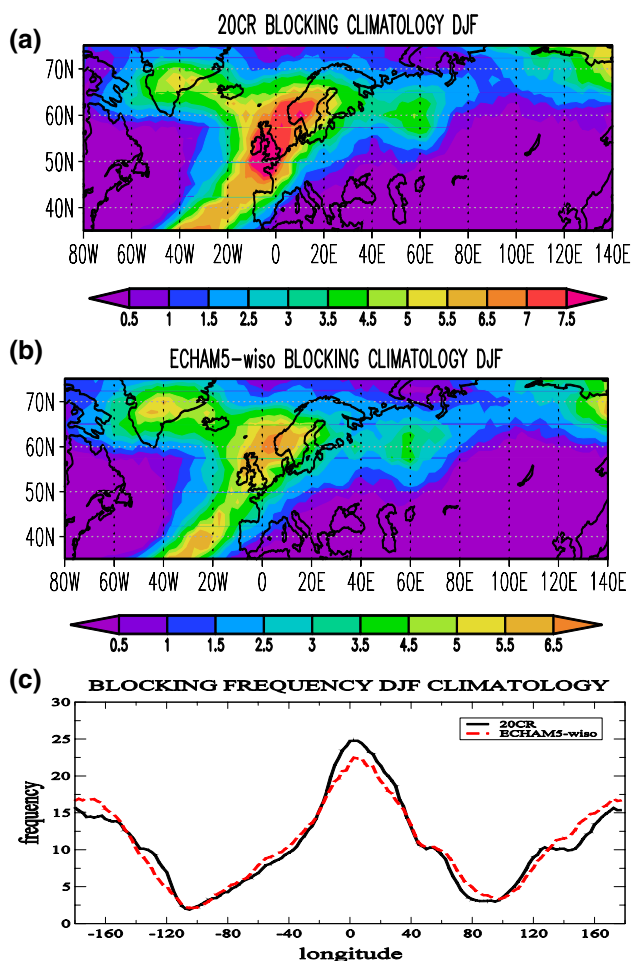 (a)
20CR BLOCKING CLIMATOLOGY DJF
70N
60N
50N
40N
80W 60W 40W 20W 0 20E 40E 60E 80E 100E 120E 140E
0.5 1 1.5 2.5 3 3.5 4.5 5 5.5 6.5 7 7.5
(b)
ECHAM5-wiso BLOCKING CLIMATOLOGY DJF
70N
60N
50N
40N
80W 60W 40W 20W 0 20E 40E 60E 80E 100E 120E 140E
0.5 1 1.5 2.5 3 3.5 4.5 5 5.5 6.5
(c)
BLOCKING FREQUENCY DJF CLIMATOLOGY
30
25
20
15
10
5
0
frequency
20CR
ECHAM5-wiso
-160 -120 -80 -40 0 40 80 120 160
longitude